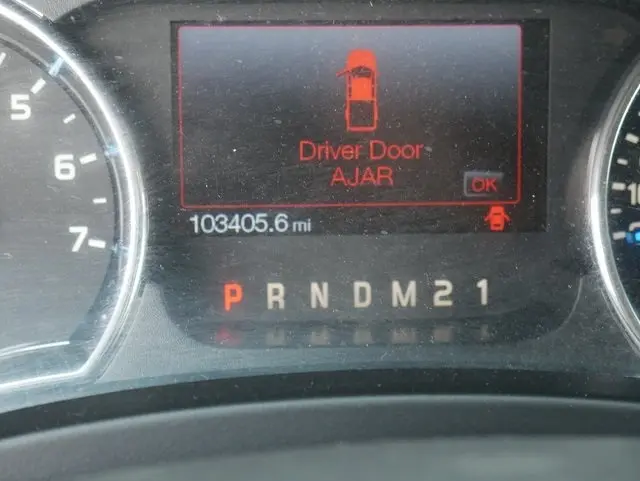 Driver Door
AJAR
OK
103405.6 mi
P R N D M 2 1
5
6
7